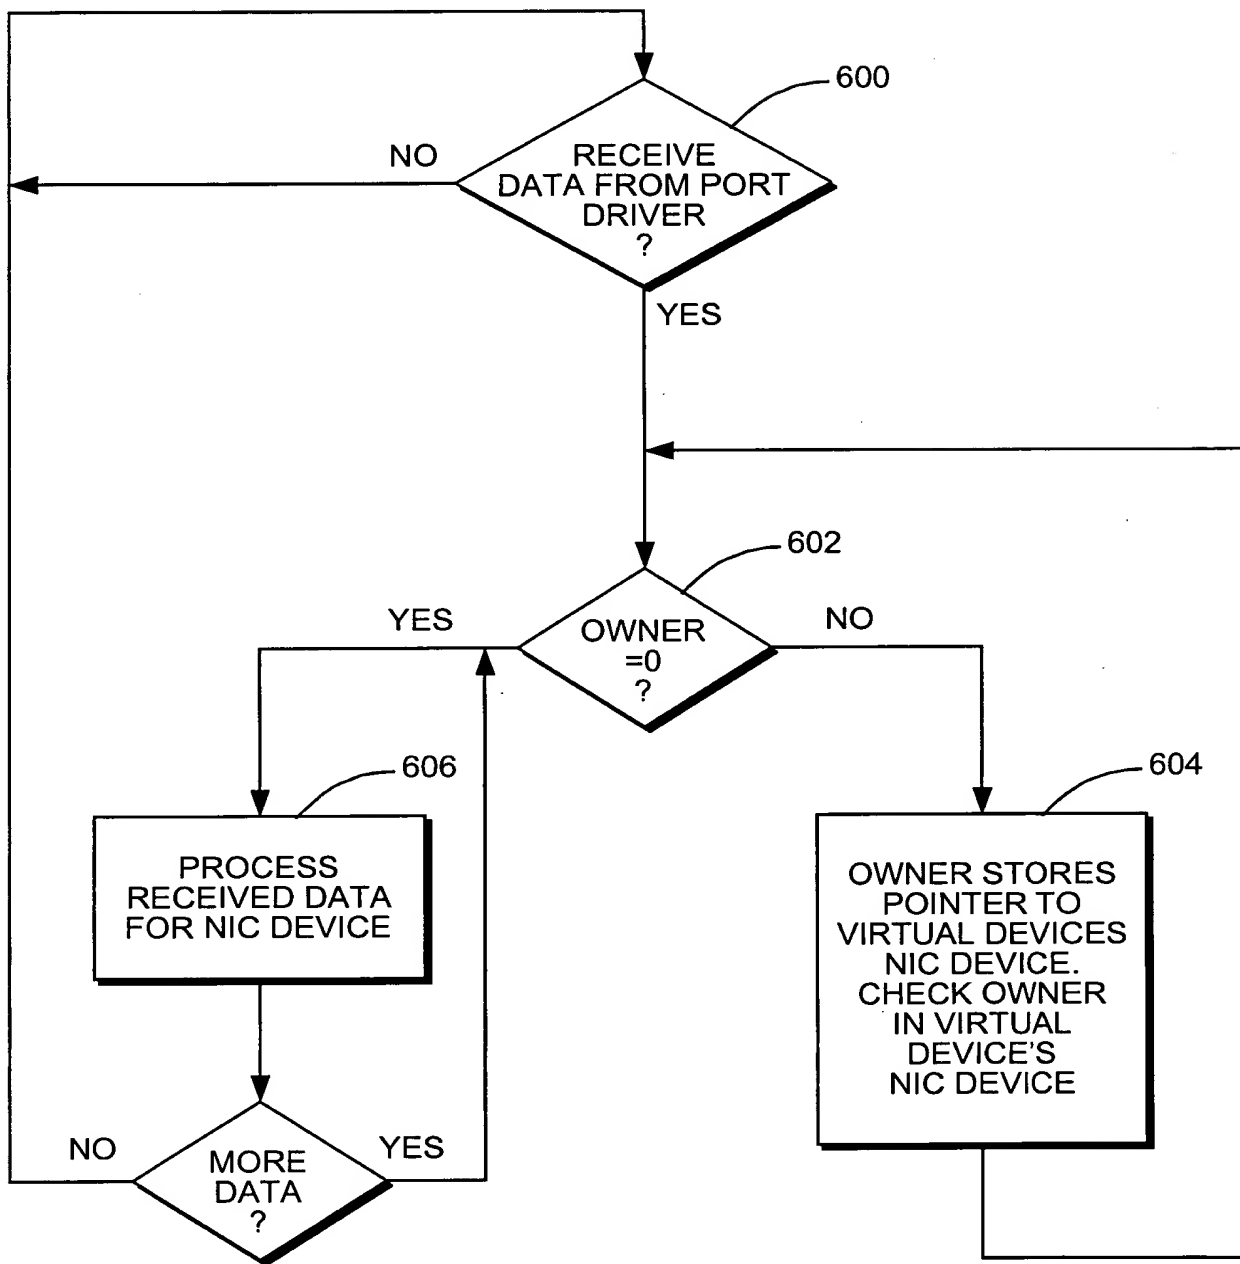 600
NO
RECEIVE
DATA FROM PORT
DRIVER
?
YES
602
YES
OWNER
=0
?
NO
606
604
PROCESS
RECEIVED DATA
FOR NIC DEVICE
OWNER STORES
POINTER TO
VIRTUAL DEVICES
NIC DEVICE.
CHECK OWNER
IN VIRTUAL
DEVICE'S
NIC DEVICE
NO
MORE
DATA
?
YES